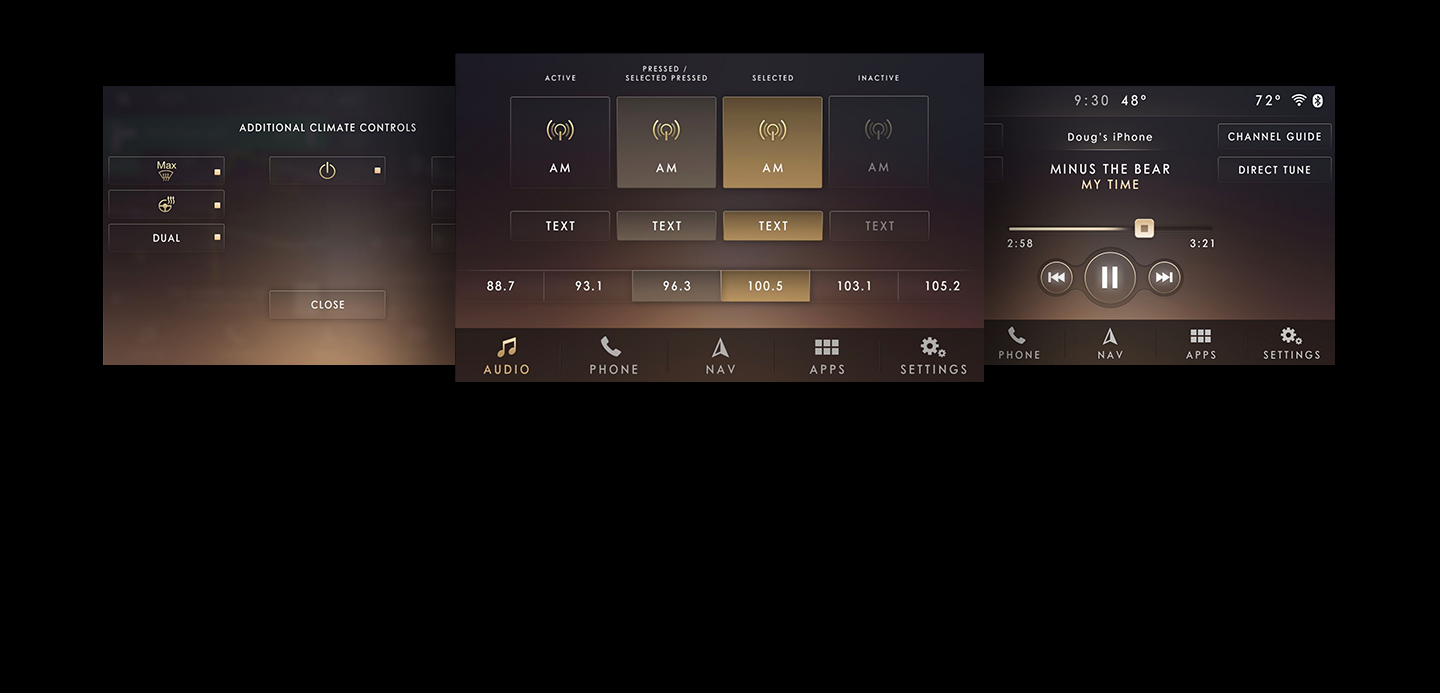 ADDITIONAL CLIMATE CONTROLS
Max
DUAL
CLOSE
ACTIVE
PRESSED /
SELECTED PRESSED
SELECTED
INACTIVE
AM
AM
AM
AM
TEXT
TEXT
TEXT
TEXT
88.7
93.1
96.3
100.5
103.1
105.2
AUDIO
PHONE
NAV
APPS
SETTINGS
9:30 48°
72°
Doug's iPhone
CHANNEL GUIDE
MINUS THE BEAR
MY TIME
DIRECT TUNE
2:58
3:21
PHONE
NAV
APPS
SETTINGS